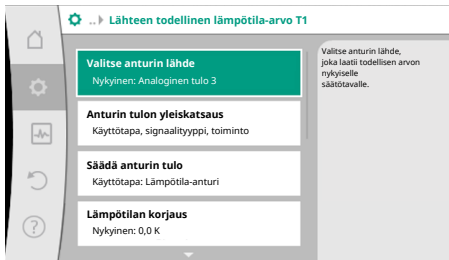 ..▸ Lähteen todellinen lämpötila-arvo T1
Valitse anturin lähde
Nykyinen: Analoginen tulo 3
Anturin tulon yleiskatsaus
Käyttötapa, signaalityyppi, toiminto
Säädä anturin tulo
Käyttötapa: Lämpötila-anturi
Lämpötilan korjaus
Nykyinen: 0,0 K
Valitse anturin lähde,
joka laatii todellisen arvon
nykyiselle
säätötavalle.